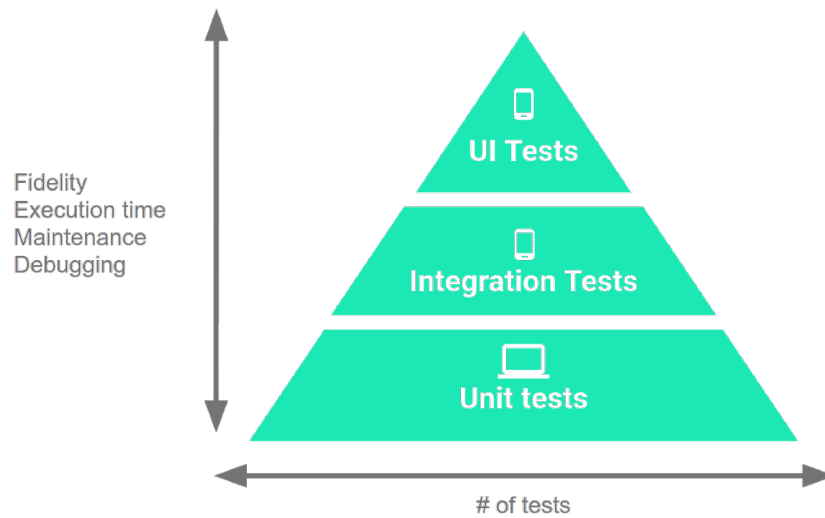 UI Tests
Fidelity
Execution time
Maintenance
Debugging
Integration Tests
Unit tests
# of tests